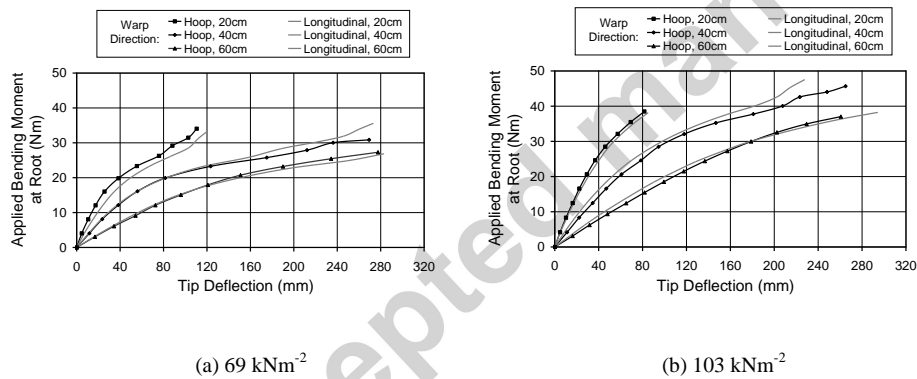 Warp Direction:
Hoop, 20cm
Hoop, 40cm
Hoop, 60cm
Longitudinal, 20cm
Longitudinal, 40cm
Longitudinal, 60cm
Applied Bending Moment
at Root (Nm)
50
40
30
20
10
0
0 40 80 120 160 200 240 280 320
Tip Deflection (mm)
(a) 69 kNm-2
Warp Direction:
Hoop, 20cm
Hoop, 40cm
Hoop, 60cm
Longitudinal, 20cm
Longitudinal, 40cm
Longitudinal, 60cm
Applied Bending Moment
at Root (Nm)
50
40
30
20
10
0
0 40 80 120 160 200 240 280 320
Tip Deflection (mm)
(b) 103 kNm-2
epted man